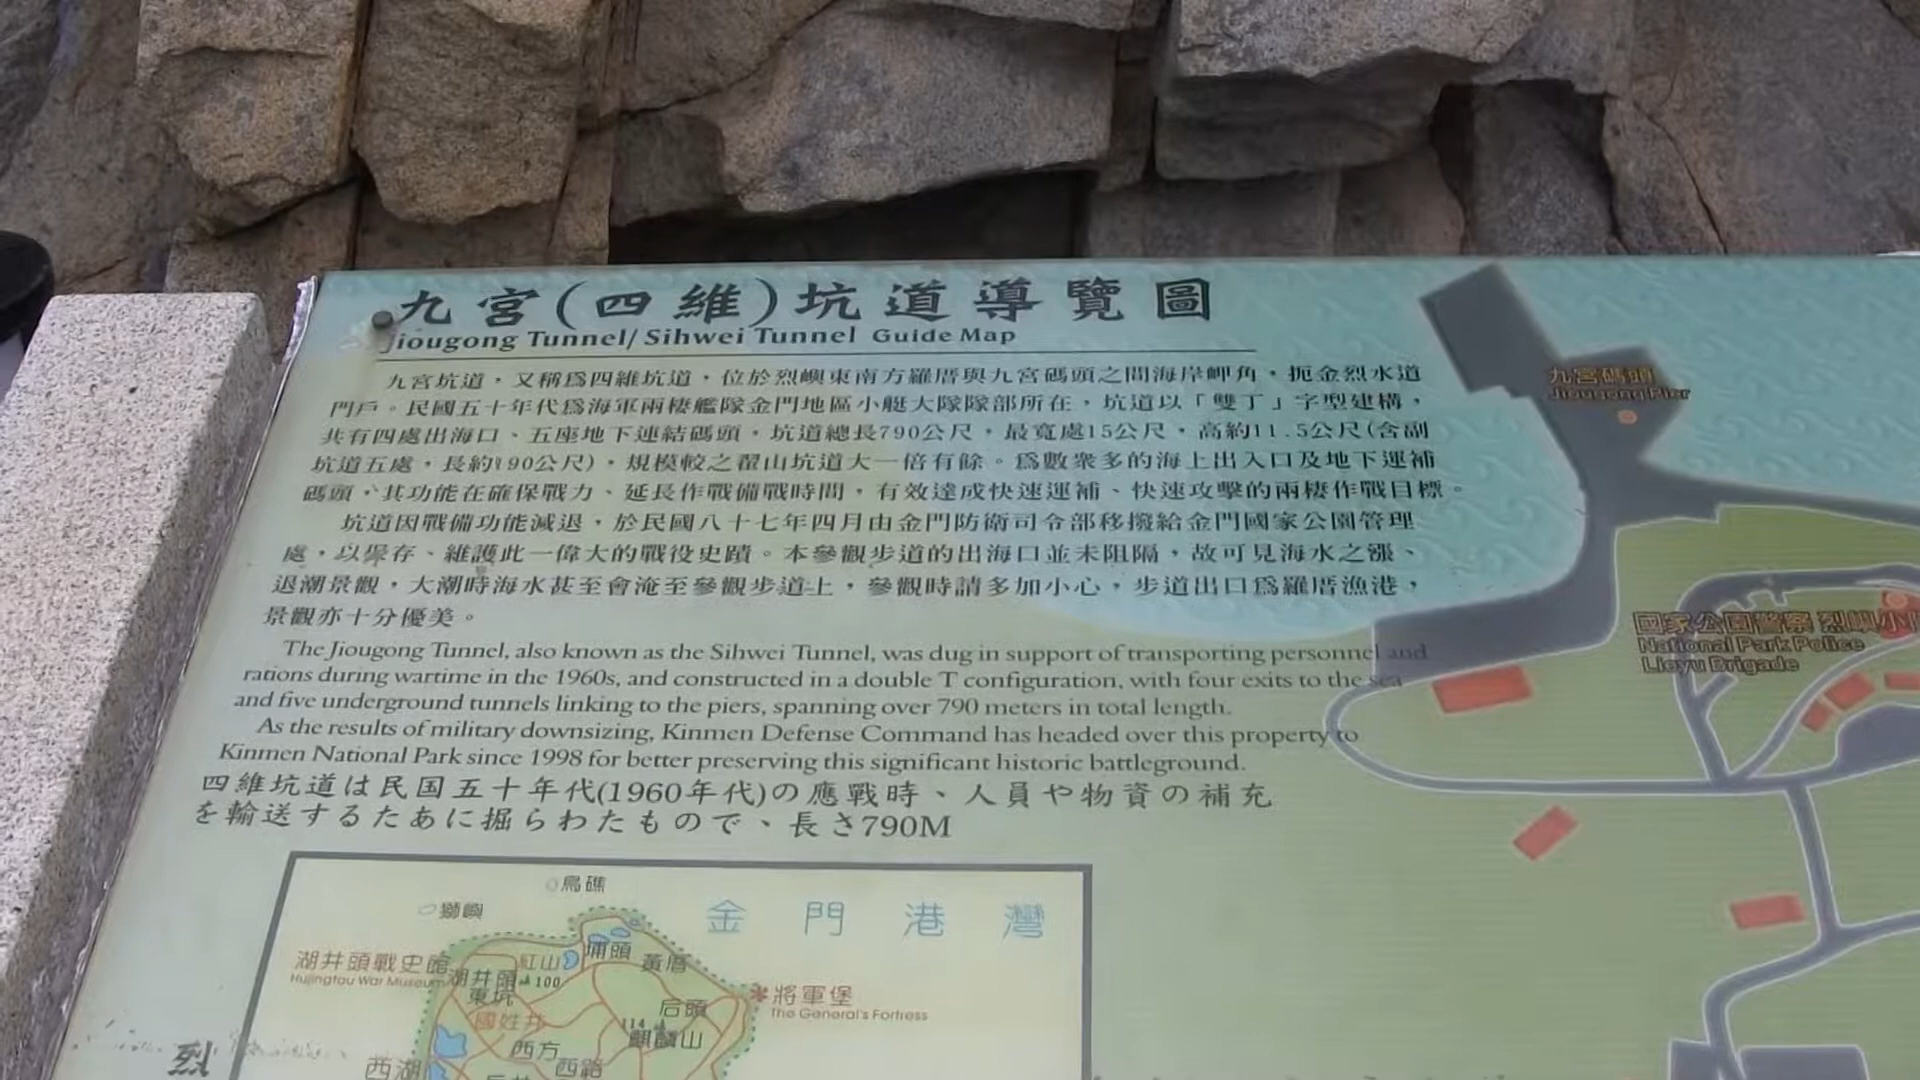 九宮(四維)坑道導覽圖
Jiougong Tunnel/ Sihwei Tunnel Guide Map
九宮坑道，又稱為四維坑道，位於烈嶼東南方羅厝與九宮碼頭之間海岸岬角，扼金烈水道
門戶。民國五十年代為海軍兩棲艦隊金門地區小艇大隊隊部所在，坑道以「雙丁」字型建構，
共有四處出海口、五座地下連結碼頭，坑道總長790公尺，最寬處15公尺，高約11.5公尺(含副
坑道五處，長約90公尺)，規模較之翟山坑道大一倍有餘。為數眾多的海上出入口及地下運補
碼頭，其功能在確保戰力、延長作戰備戰時間，有效達成快速運補、快速攻擊的兩棲作戰目標。
坑道因戰備功能減退，於民國八十七年四月由金門防衛司令部移撥給金門國家公園管理
處，以保存、維護此一偉大的戰役史蹟。本參觀步道的出海口並未阻隔，故可見海水之漲、
退潮景觀，大潮時海水甚至會淹至參觀步道上，參觀時請多加小心，步道出口為羅厝漁港，
景觀亦十分優美。
The Jiougong Tunnel, also known as the Sihwei Tunnel, was dug in support of transporting personnel and
rations during wartime in the 1960s, and constructed in a double T configuration, with four exits to the sea
and five underground tunnels linking to the piers, spanning over 790 meters in total length.
As the results of military downsizing, Kinmen Defense Command has headed over this property to
Kinmen National Park since 1998 for better preserving this significant historic battleground.
四維坑道は民国五十年代(1960年代)の應戰時、人員や物資の補充
を輸送するたあに掘らわたもので、長さ790M
九宮碼頭
Jiougong Pier
國家公園警察 烈嶼小
National Park Police
Lieyu Brigade
鳥礁
獅嶼
金門港灣
湖井頭戰史館
Hujingtou War Museum
湖井頭
紅山
100
埔頭
黃厝
東坑
國姓井
后頭
114
麒麟山
將軍堡
the General's Fortress
西方
西路
西湖
烈